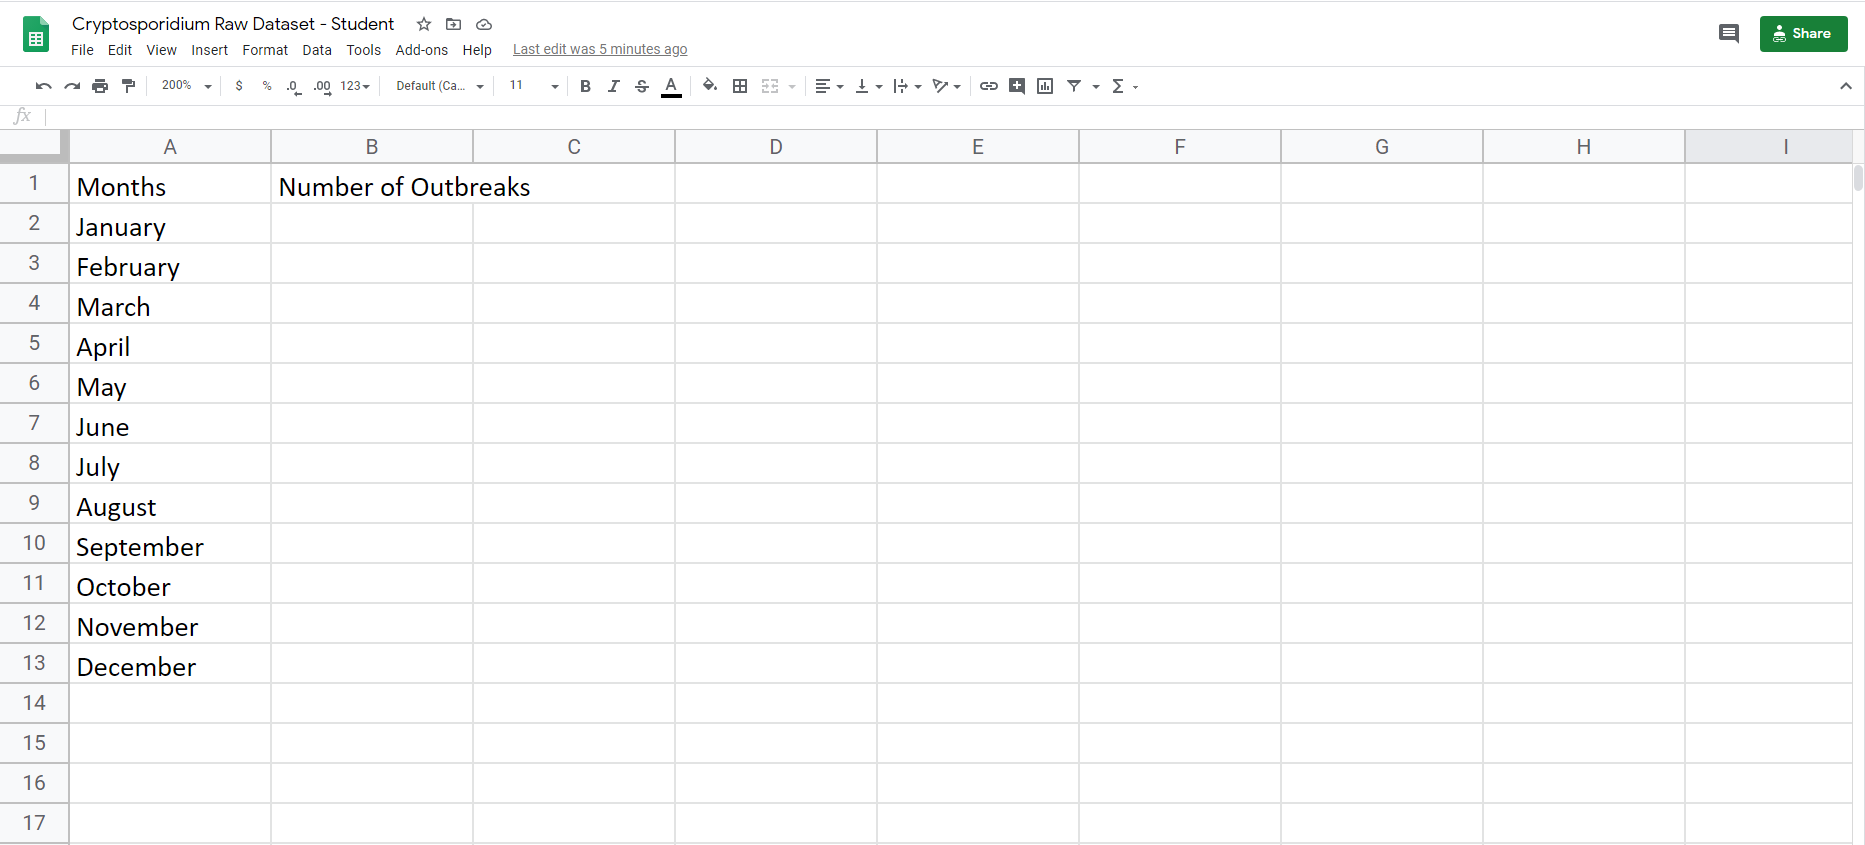 Cryptosporidium Raw Dataset - Student
File Edit View Insert Format Data Tools Add-ons Help Last edit was 5 minutes ago
Share
200% $ % .0 .00 123 Default (Ca... 11 B I S A
fx
A B C D E F G H I
1 Months Number of Outbreaks
2 January
3 February
4 March
5 April
6 May
7 June
8 July
9 August
10 September
11 October
12 November
13 December
14
15
16
17